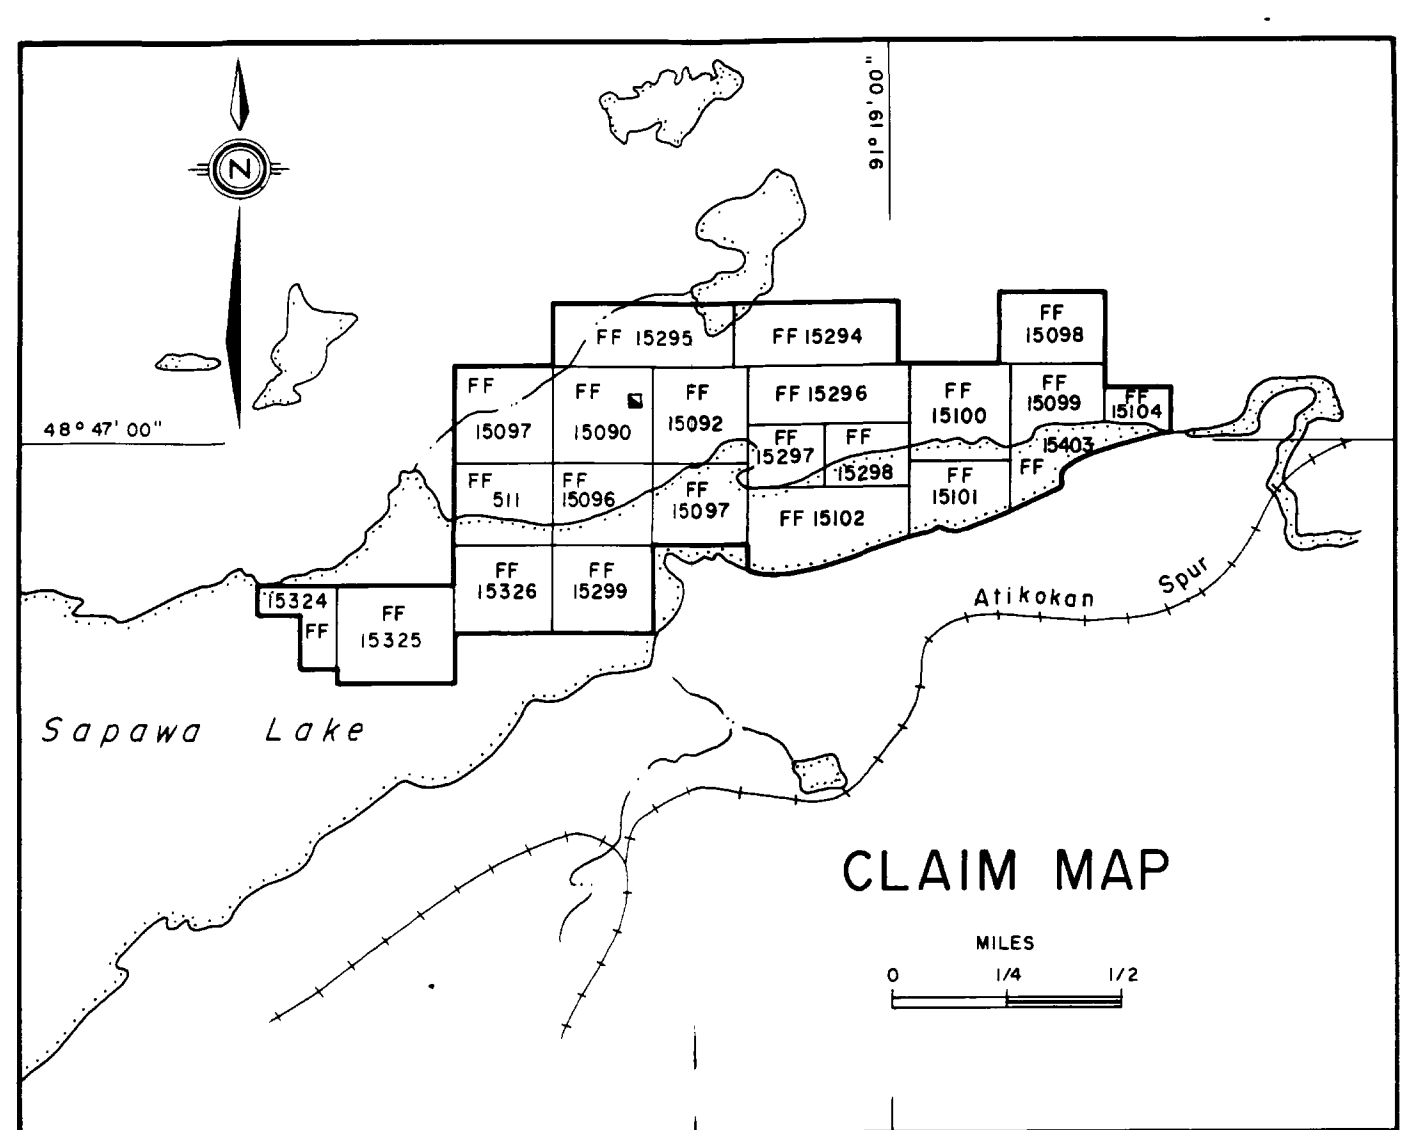 91° 19' 00"
N
FF
15098
FF 15295
FF 15294
FF
15097
FF
15090
FF
15092
FF 15296
FF
15100
FF
15099
FF
15104
48° 47' 00"
FF
15297
FF
15298
15403
FF
FF
511
FF
15096
FF
15097
FF 15102
FF
15101
FF
15326
FF
15299
15324
FF
FF
15325
Atikokan Spur
Sapawa Lake
CLAIM MAP
MILES
0 1/4 1/2